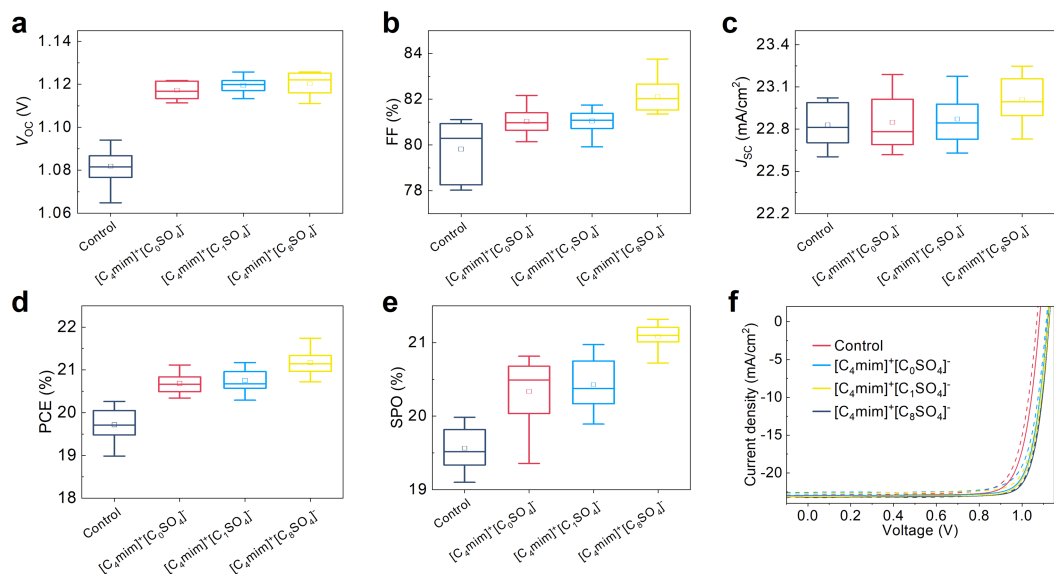 a
1.14
1.12
1.10
1.08
1.06
V_OC (V)
Control
[C₄mim]⁺[C₀SO₄]⁻
[C₄mim]⁺[C₁SO₄]⁻
[C₄mim]⁺[C₈SO₄]⁻
b
84
82
80
78
FF (%)
Control
[C₄mim]⁺[C₀SO₄]⁻
[C₄mim]⁺[C₁SO₄]⁻
[C₄mim]⁺[C₈SO₄]⁻
c
23.4
23.1
22.8
22.5
22.2
J_SC (mA/cm²)
Control
[C₄mim]⁺[C₀SO₄]⁻
[C₄mim]⁺[C₁SO₄]⁻
[C₄mim]⁺[C₈SO₄]⁻
d
22
21
20
19
18
PCE (%)
Control
[C₄mim]⁺[C₀SO₄]⁻
[C₄mim]⁺[C₁SO₄]⁻
[C₄mim]⁺[C₈SO₄]⁻
e
21
20
19
SPO (%)
Control
[C₄mim]⁺[C₀SO₄]⁻
[C₄mim]⁺[C₁SO₄]⁻
[C₄mim]⁺[C₈SO₄]⁻
f
0
-5
-10
-15
-20
Current density (mA/cm²)
Control
[C₄mim]⁺[C₀SO₄]⁻
[C₄mim]⁺[C₁SO₄]⁻
[C₄mim]⁺[C₈SO₄]⁻
0.0 0.2 0.4 0.6 0.8 1.0
Voltage (V)